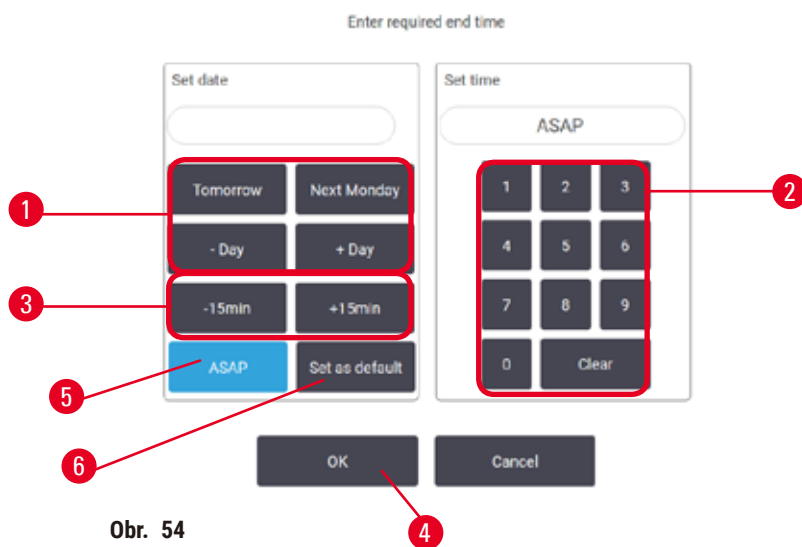 Enter required end time
Set date
Set time
ASAP
Tomorrow
Next Monday
1
2
3
2
1
- Day
+ Day
4
5
6
3
-15min
+15min
7
8
9
ASAP
Set as default
0
Clear
5
6
OK
Cancel
Obr. 54
4